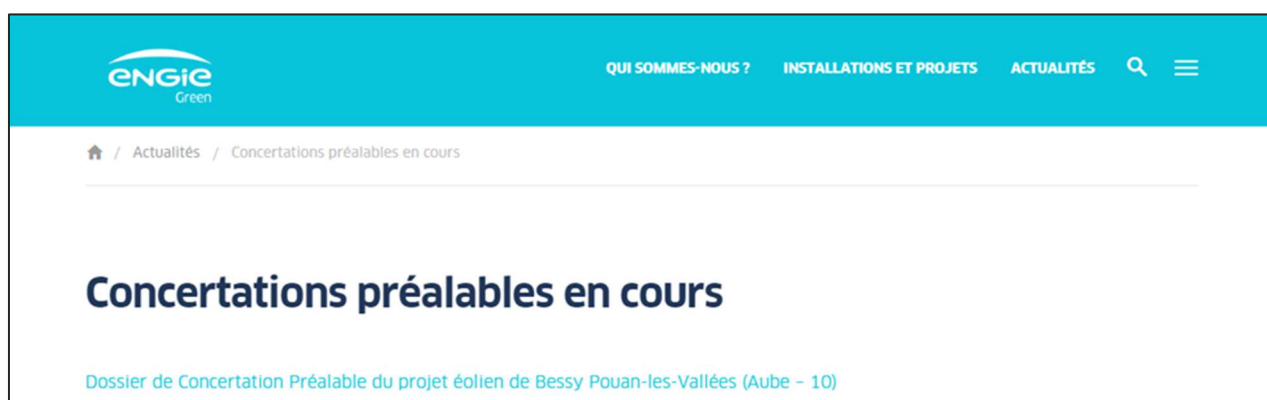 ENGIE
Green
QUI SOMMES-NOUS ? INSTALLATIONS ET PROJETS ACTUALITÉS
/ Actualités / Concertations préalables en cours
Concertations préalables en cours
Dossier de Concertation Préalable du projet éolien de Bessy Pouan-les-Vallées (Aube – 10)